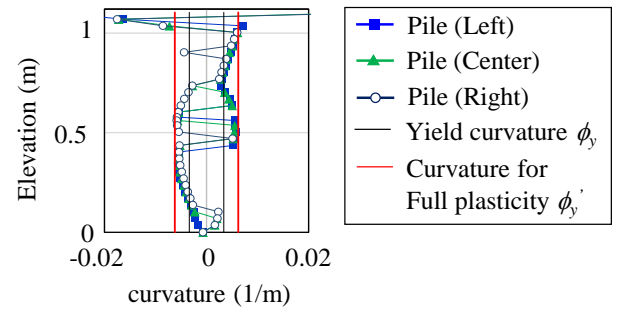 1
0.5
0
Elevation (m)
-0.02
0
0.02
curvature (1/m)
Pile (Left)
Pile (Center)
Pile (Right)
Yield curvature ϕy
Curvature for
Full plasticity ϕy'